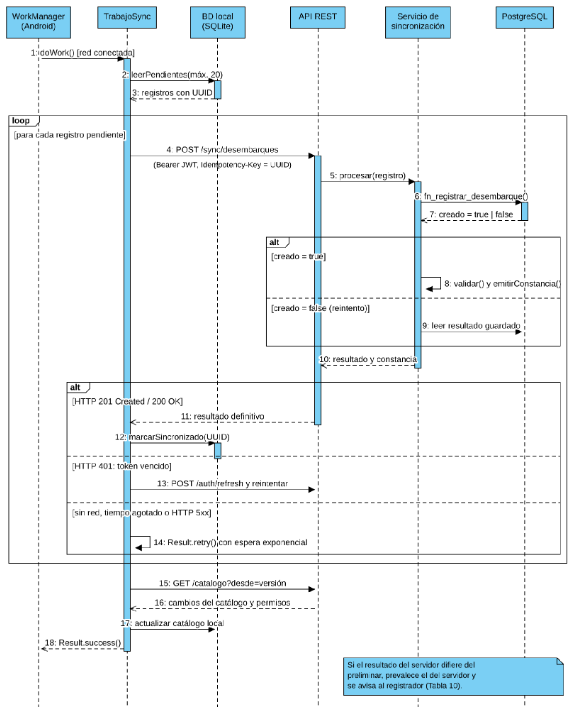 WorkManager
(Android)
TrabajoSync
BD local
(SQLite)
API REST
Servicio de
sincronización
PostgreSQL
1: doWork() [red conectada]
2: leerPendientes(máx. 20)
3: registros con UUID
loop
[para cada registro pendiente]
4: POST /sync/desembarques
(Bearer JWT, Idempotency-Key = UUID)
5: procesar(registro)
6: fn_registrar_desembarque()
7: creado = true | false
alt
[creado = true]
8: validar() y emitirConstancia()
[creado = false (reintento)]
9: leer resultado guardado
10: resultado y constancia
alt
[HTTP 201 Created / 200 OK]
11: resultado definitivo
12: marcarSincronizado(UUID)
[HTTP 401: token vencido]
13: POST /auth/refresh y reintentar
[sin red, tiempo agotado o HTTP 5xx]
14: Result.retry() con espera exponencial
15: GET /catalogo?desde=versión
16: cambios del catálogo y permisos
17: actualizar catálogo local
18: Result.success()
Si el resultado del servidor difiere del
preliminar, prevalece el del servidor y
se avisa al registrador (Tabla 10).